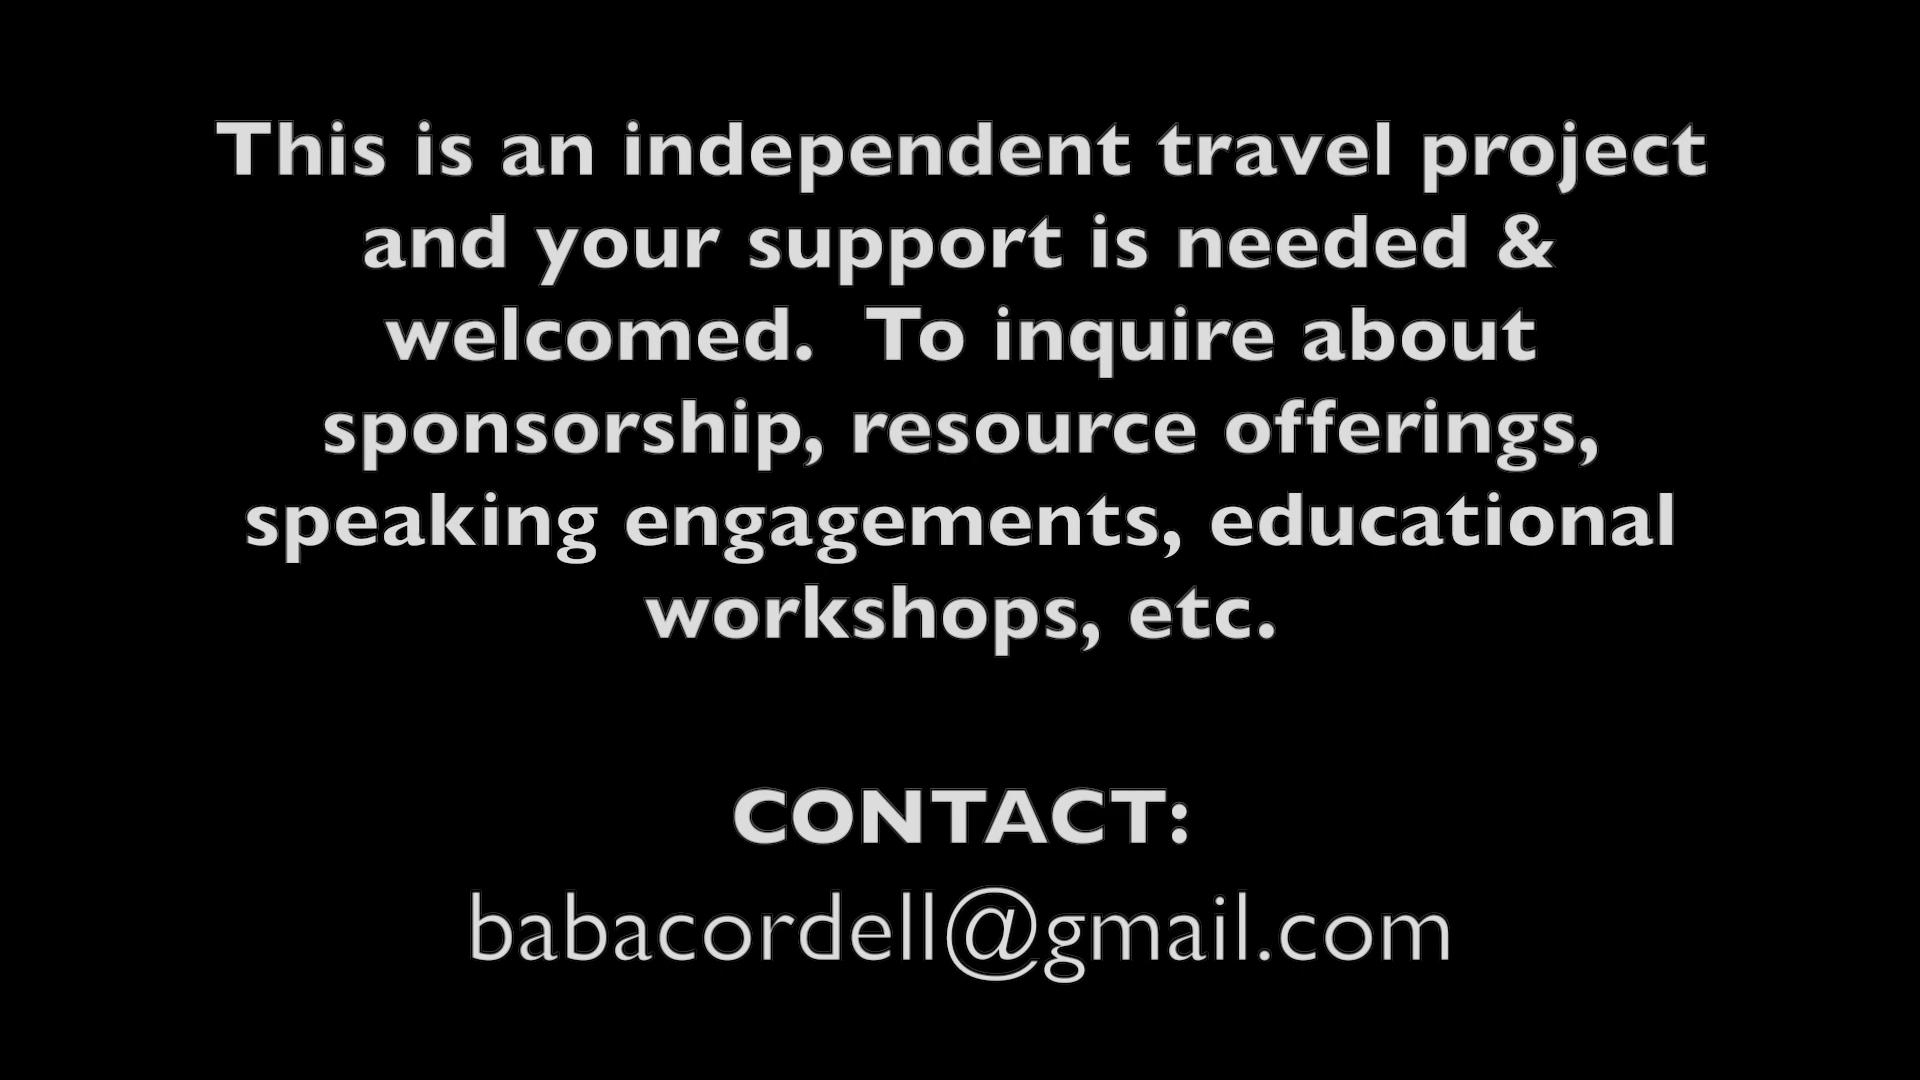 This is an independent travel project
and your support is needed &
welcomed.  To inquire about
sponsorship, resource offerings,
speaking engagements, educational
workshops, etc.
CONTACT:
babacordell@gmail.com